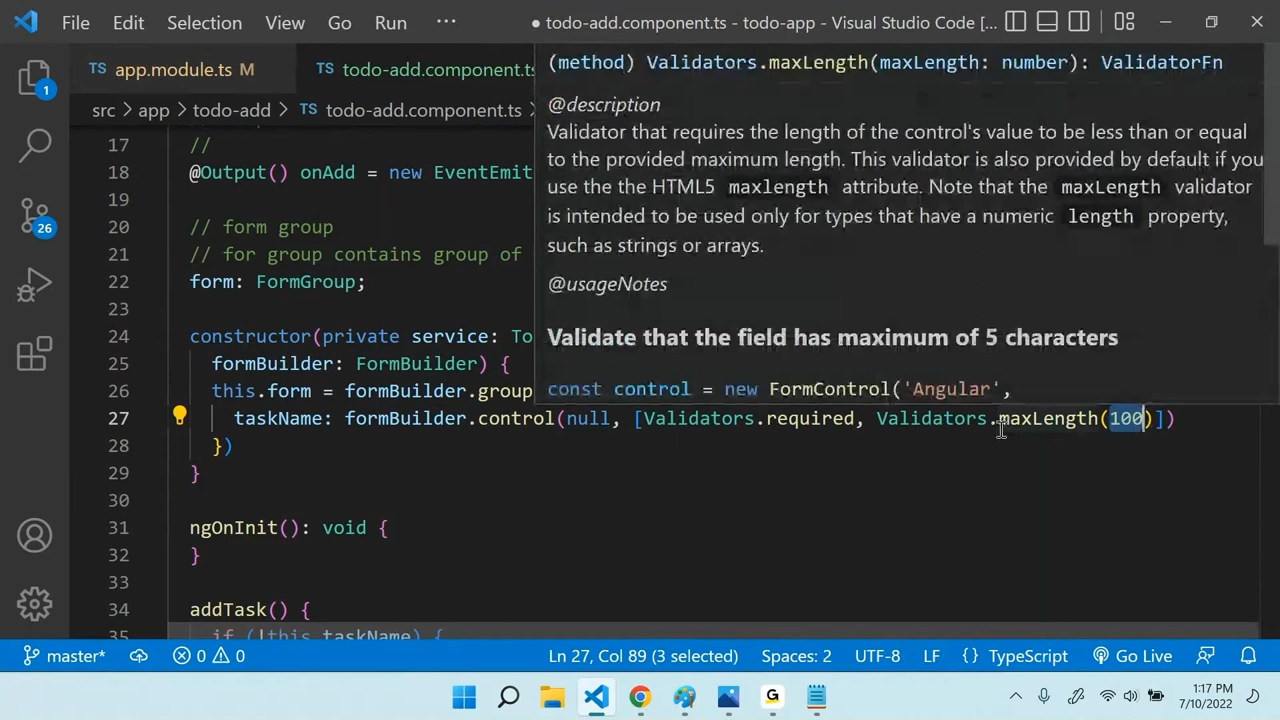 File Edit Selection View Go Run ··· ● todo-add.component.ts - todo-app - Visual Studio Code [...
TS app.module.ts M TS todo-add.component.ts
src > app > todo-add > TS todo-add.component.ts >
(method) Validators.maxLength(maxLength: number): ValidatorFn
@description
Validator that requires the length of the control's value to be less than or equal
to the provided maximum length. This validator is also provided by default if you
use the the HTML5 maxlength attribute. Note that the maxLength validator
is intended to be used only for types that have a numeric length property,
such as strings or arrays.
@usageNotes
Validate that the field has maximum of 5 characters
const control = new FormControl('Angular',
17 //
18 @Output() onAdd = new EventEmit
19
20 // form group
21 // for group contains group of
22 form: FormGroup;
23
24 constructor(private service: To
25 formBuilder: FormBuilder) {
26 this.form = formBuilder.group
27 taskName: formBuilder.control(null, [Validators.required, Validators.maxLength(100)])
28 })
29 }
30
31 ngOnInit(): void {
32 }
33
34 addTask() {
35 if (!this.taskName) {
1
26
master* 0 0 Ln 27, Col 89 (3 selected) Spaces: 2 UTF-8 LF {} TypeScript Go Live
G
1:17 PM
7/10/2022